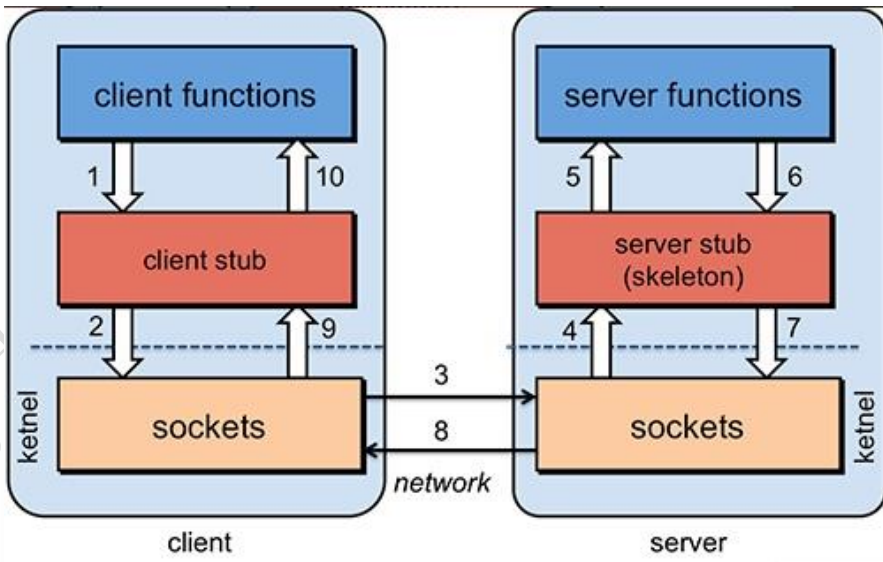 client functions
server functions
1
10
5
6
client stub
server stub
(skeleton)
2
9
4
7
3
ketnel
sockets
8
sockets
ketnel
network
client
server